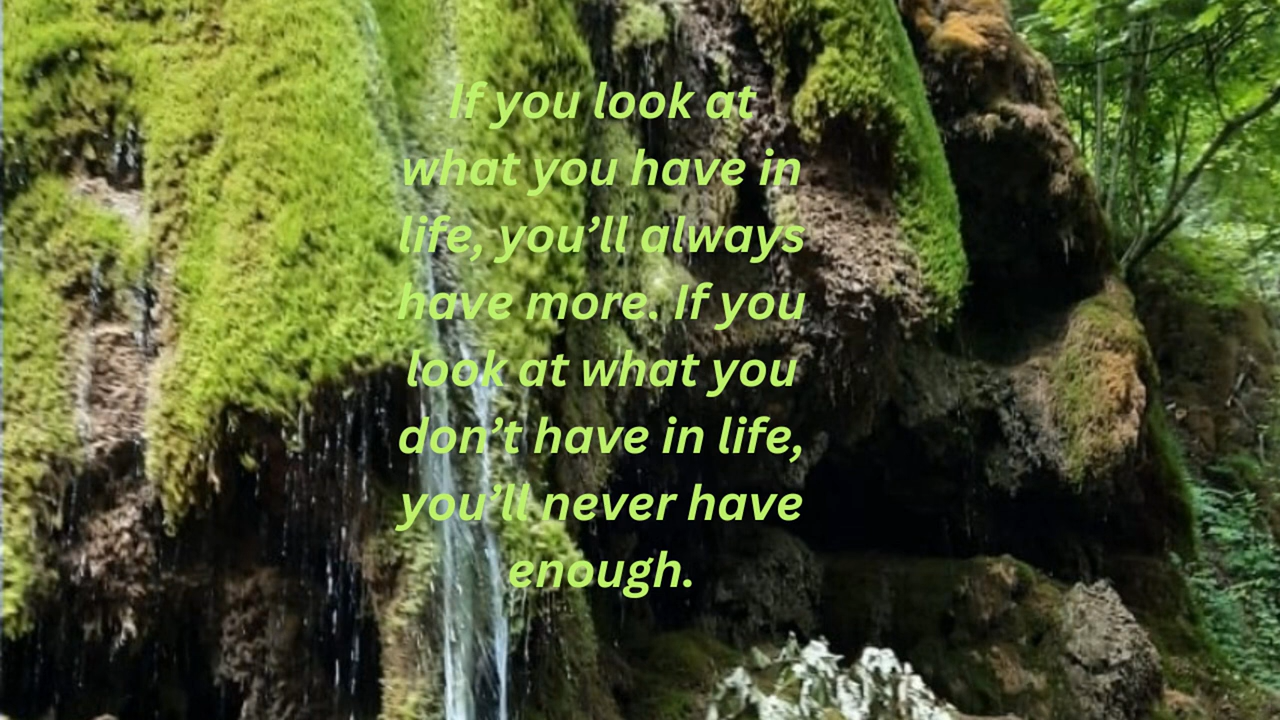 If you look at
what you have in
life, you’ll always
have more. If you
look at what you
don’t have in life,
you’ll never have
enough.